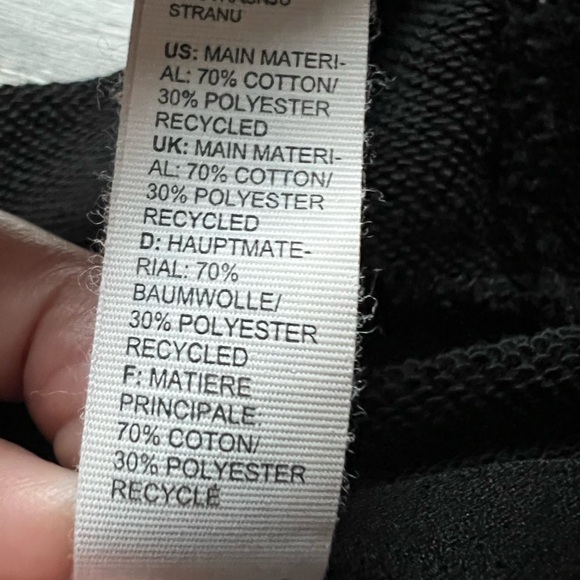 STRANU
US: MAIN MATERI-
AL: 70% COTTON/
30% POLYESTER
RECYCLED
UK: MAIN MATERI-
AL: 70% COTTON/
30% POLYESTER
RECYCLED
D: HAUPTMATE-
RIAL: 70%
BAUMWOLLE/
30% POLYESTER
RECYCLED
F: MATIERE
PRINCIPALE:
70% COTON/
30% POLYESTER
RECYCLÉ